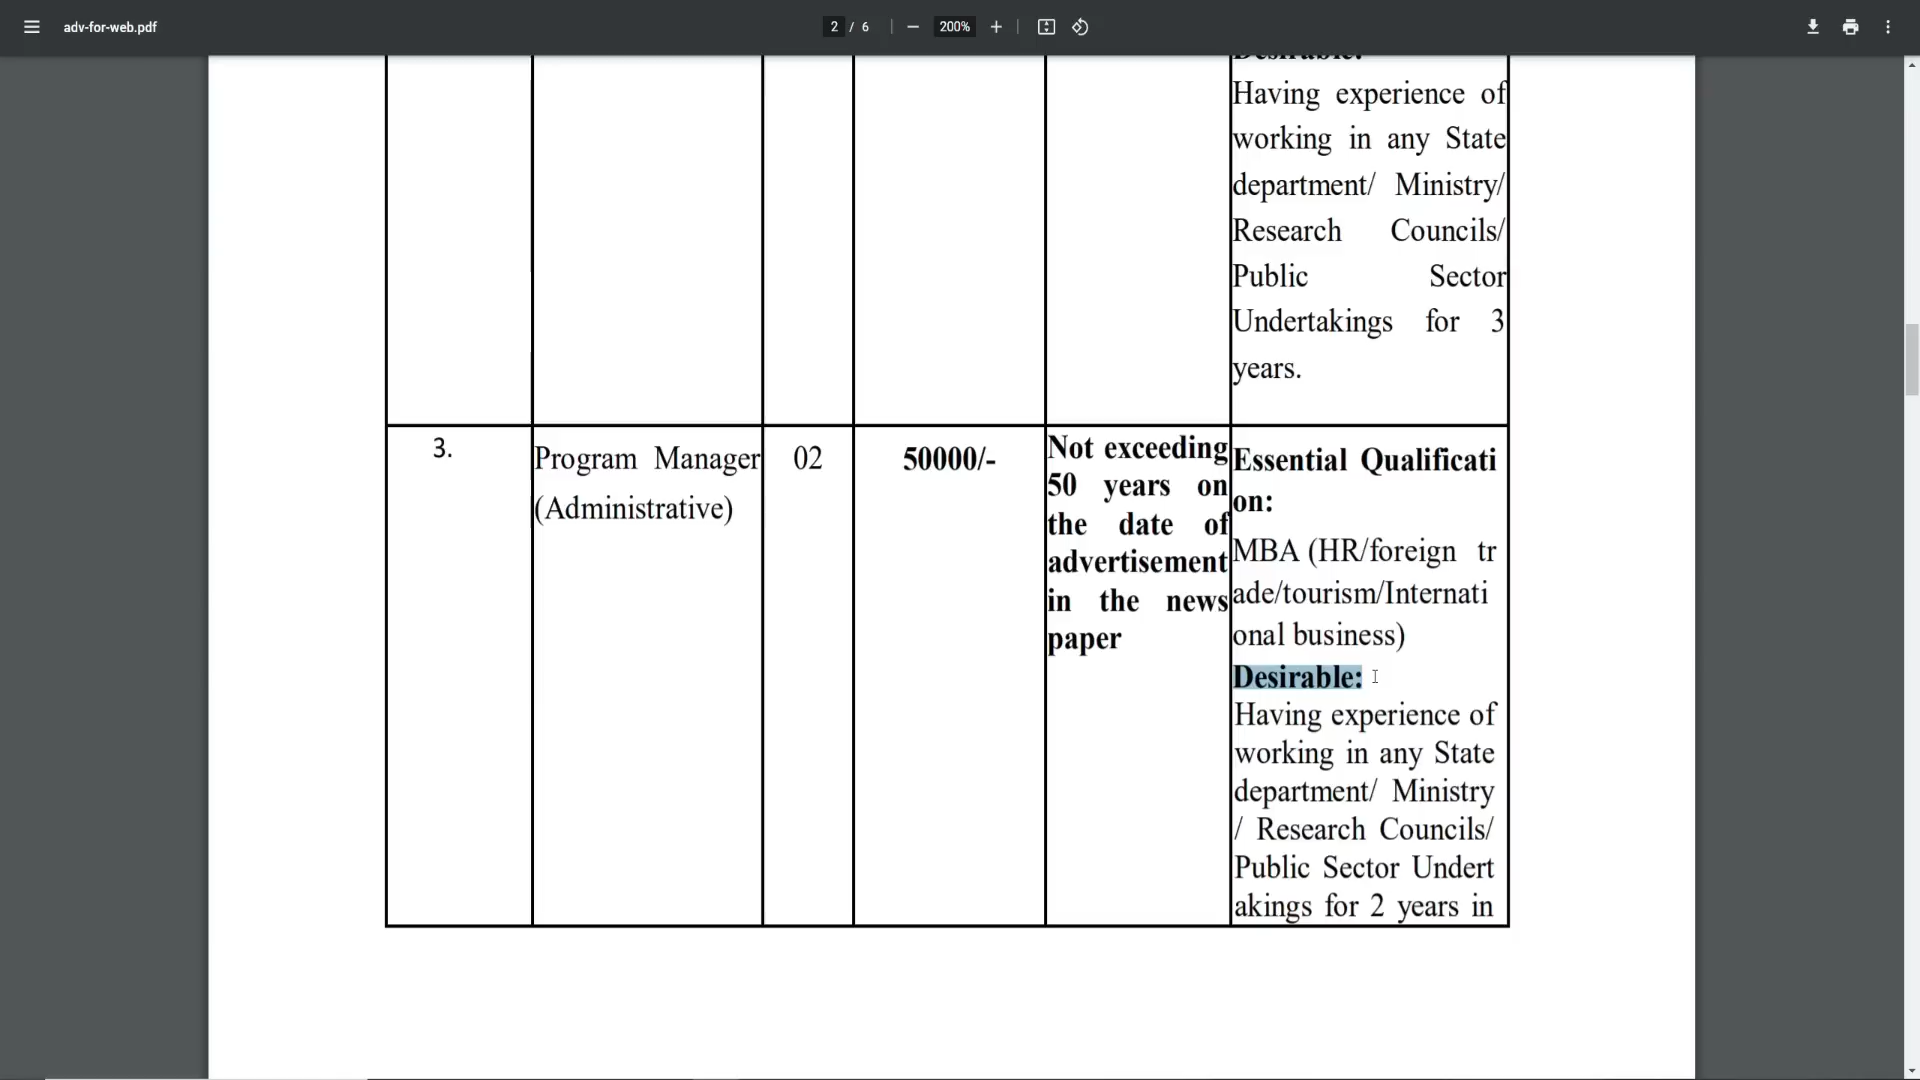 adv-for-web.pdf
2 / 6
200%
Desirable:
Having experience of
working in any State
department/ Ministry/
Research Councils/
Public Sector
Undertakings for 3
years.
3.
Program Manager
(Administrative)
02
50000/-
Not exceeding
50 years on
the date of
advertisement
in the news
paper
Essential Qualificati
on:
MBA (HR/foreign tr
ade/tourism/Internati
onal business)
Desirable:
Having experience of
working in any State
department/ Ministry
/ Research Councils/
Public Sector Undert
akings for 2 years in